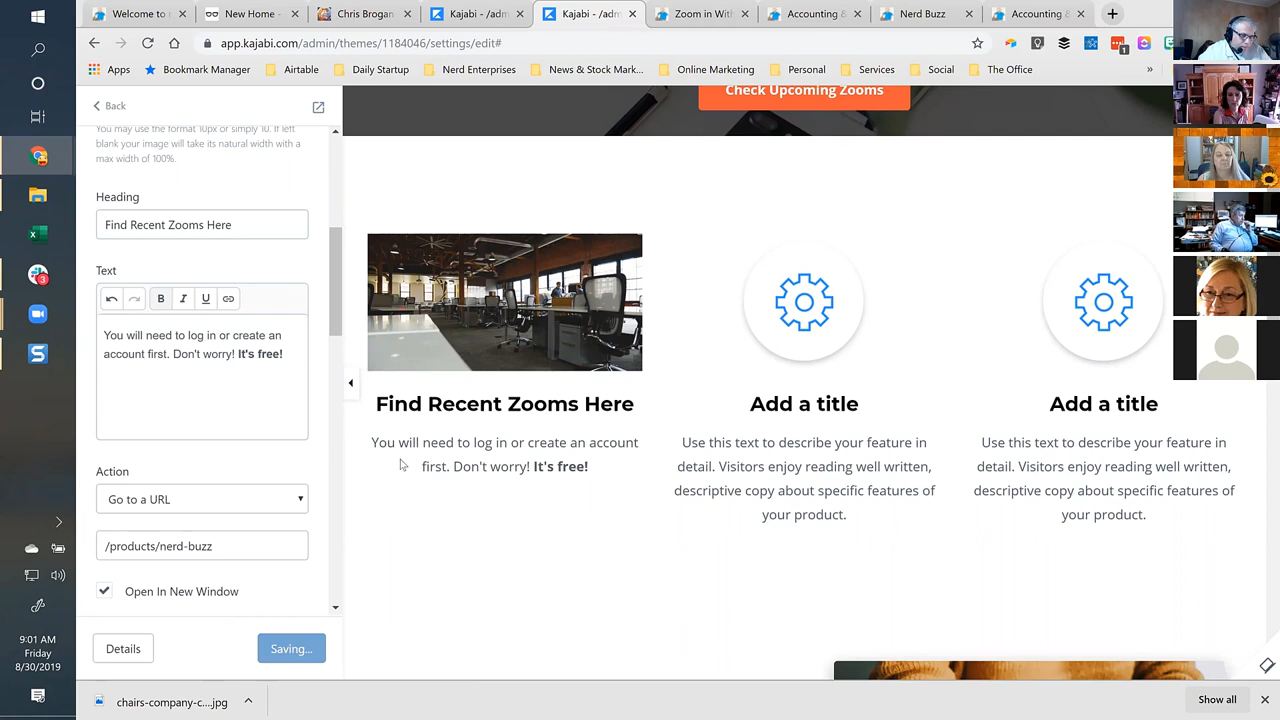 Welcome to
New Home -
Chris Brogan
Kajabi - /adm
Kajabi - /adm
Zoom in Wit
Accounting &
Nerd Buzz
Accounting &
app.kajabi.com/admin/themes/1184046/settings/edit#
1
Apps
Bookmark Manager
Airtable
Daily Startup
Nerd
News & Stock Mar...
Online Marketing
Personal
Services
Social
The Office
»
Back
You may use the format 10px or simply 10. If left
blank your image will take its natural width with a
max width of 100%.
Heading
Find Recent Zooms Here
Text
B I U
You will need to log in or create an
account first. Don't worry! It's free!
Action
Go to a URL
/products/nerd-buzz
Open In New Window
Details
Saving...
Check Upcoming Zooms
Find Recent Zooms Here
You will need to log in or create an account
first. Don't worry! It's free!
Add a title
Use this text to describe your feature in
detail. Visitors enjoy reading well written,
descriptive copy about specific features of
your product.
Add a title
Use this text to describe your feature in
detail. Visitors enjoy reading well written,
descriptive copy about specific features of
your product.
3
9:01 AM
Friday
8/30/2019
chairs-company-c....jpg
Show all